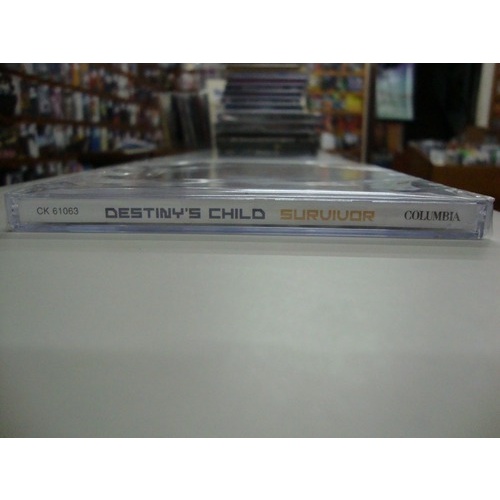 CK 61063 DESTINY'S CHILD SURVIVOR COLUMBIA